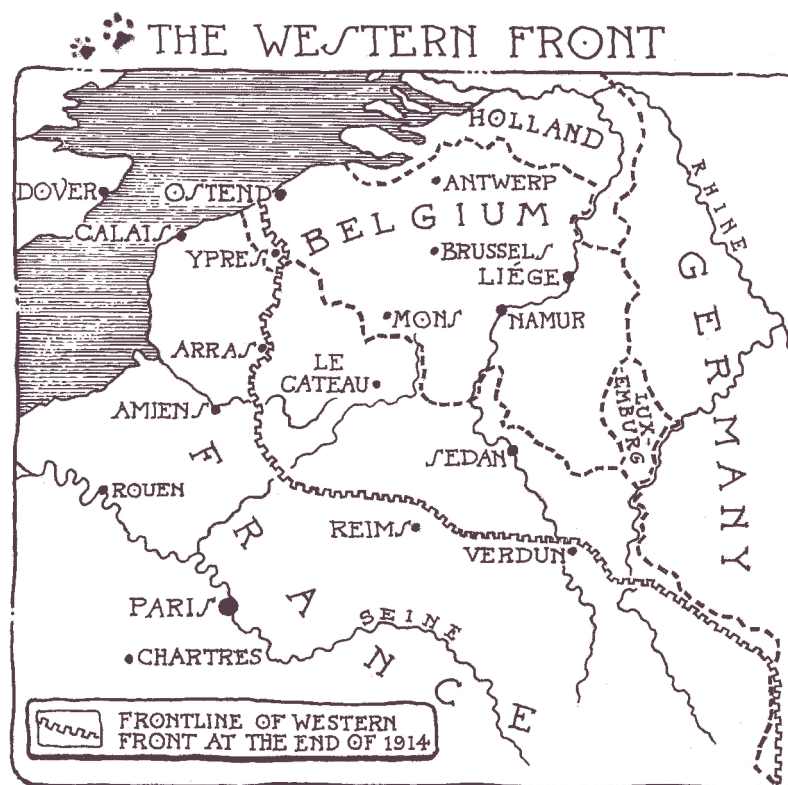 THE WESTERN FRONT
HOLLAND
RHINE
DOVER
OSTEND
ANTWERP
CALAIS
BELGIUM
YPRES
BRUSSELS
LIÉGE
GERMANY
MONS
NAMUR
ARRAS
LE
CATEAU
LUX-
EMBURG
AMIENS
FRANCE
SEDAN
ROUEN
REIMS
VERDUN
PARIS
SEINE
CHARTRES
FRONTLINE OF WESTERN
FRONT AT THE END OF 1914